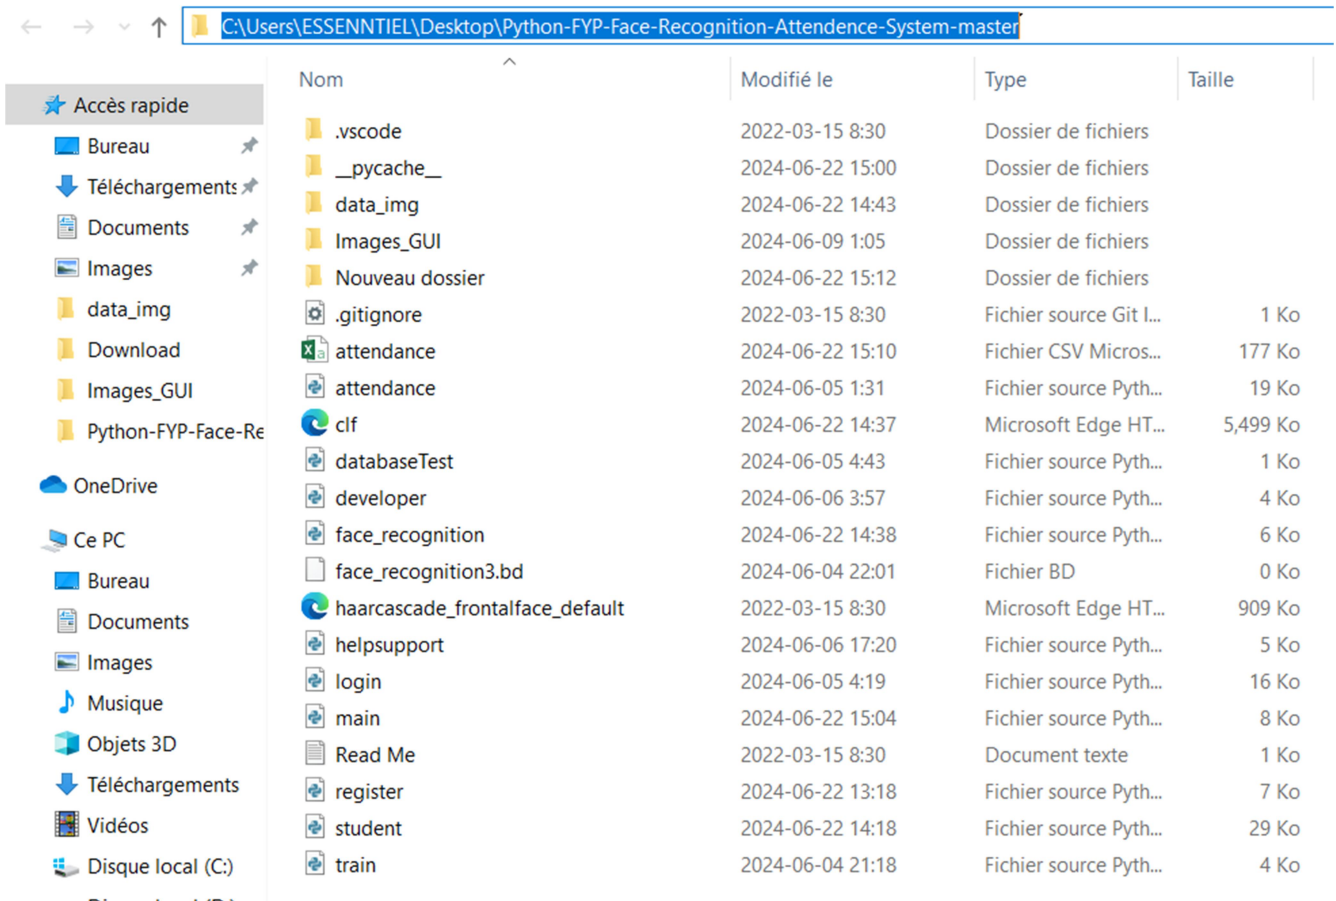 C:\Users\ESSENNTIEL\Desktop\Python-FYP-Face-Recognition-Attendence-System-master
Nom Modifié le Type Taille
Accès rapide
Bureau
Téléchargements
Documents
Images
data_img
Download
Images_GUI
Python-FYP-Face-Re
OneDrive
Ce PC
Bureau
Documents
Images
Musique
Objets 3D
Téléchargements
Vidéos
Disque local (C:)
.vscode 2022-03-15 8:30 Dossier de fichiers
__pycache__ 2024-06-22 15:00 Dossier de fichiers
data_img 2024-06-22 14:43 Dossier de fichiers
Images_GUI 2024-06-09 1:05 Dossier de fichiers
Nouveau dossier 2024-06-22 15:12 Dossier de fichiers
.gitignore 2022-03-15 8:30 Fichier source Git I... 1 Ko
attendance 2024-06-22 15:10 Fichier CSV Micros... 177 Ko
attendance 2024-06-05 1:31 Fichier source Pyth... 19 Ko
clf 2024-06-22 14:37 Microsoft Edge HT... 5,499 Ko
databaseTest 2024-06-05 4:43 Fichier source Pyth... 1 Ko
developer 2024-06-06 3:57 Fichier source Pyth... 4 Ko
face_recognition 2024-06-22 14:38 Fichier source Pyth... 6 Ko
face_recognition3.bd 2024-06-04 22:01 Fichier BD 0 Ko
haarcascade_frontalface_default 2022-03-15 8:30 Microsoft Edge HT... 909 Ko
helpsupport 2024-06-06 17:20 Fichier source Pyth... 5 Ko
login 2024-06-05 4:19 Fichier source Pyth... 16 Ko
main 2024-06-22 15:04 Fichier source Pyth... 8 Ko
Read Me 2022-03-15 8:30 Document texte 1 Ko
register 2024-06-22 13:18 Fichier source Pyth... 7 Ko
student 2024-06-22 14:18 Fichier source Pyth... 29 Ko
train 2024-06-04 21:18 Fichier source Pyth... 4 Ko